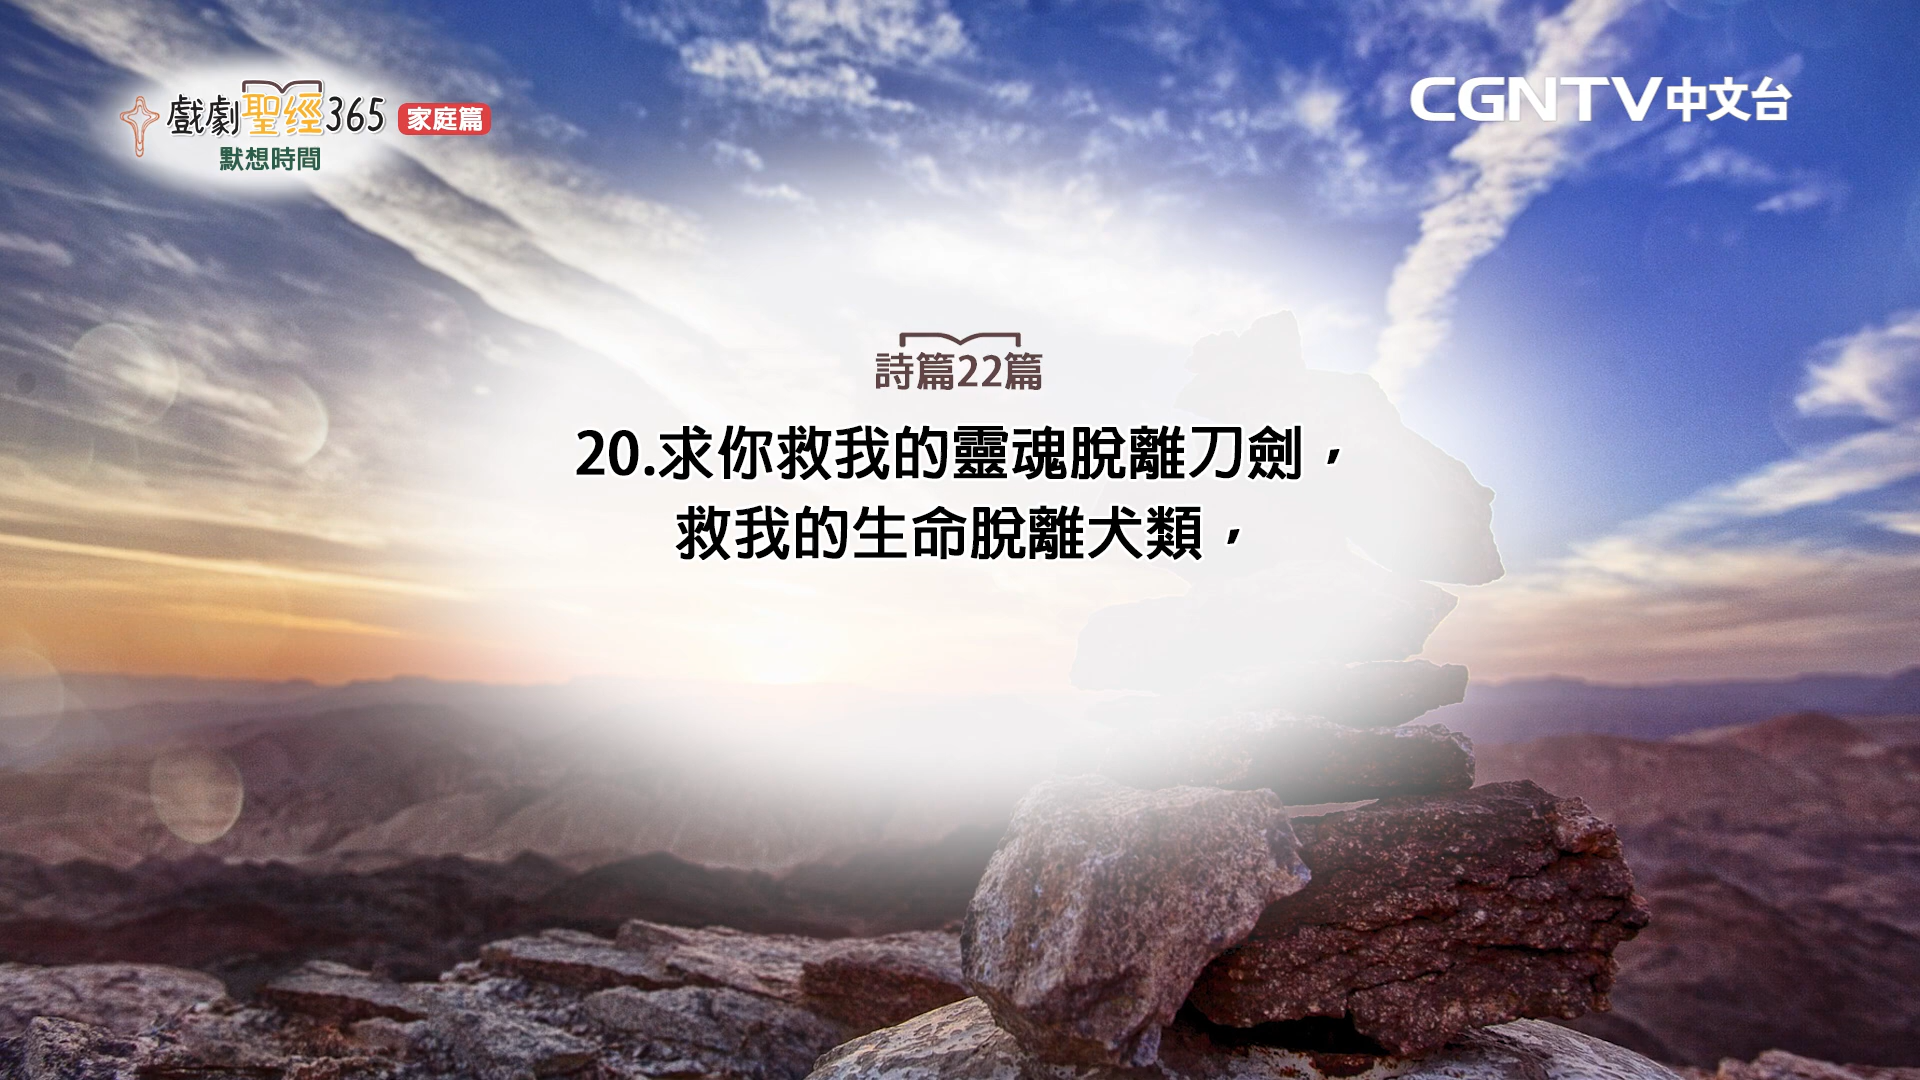 戲劇聖經365 家庭篇
默想時間
CGNTV中文台
詩篇22篇
20.求你救我的靈魂脫離刀劍，
救我的生命脫離犬類，